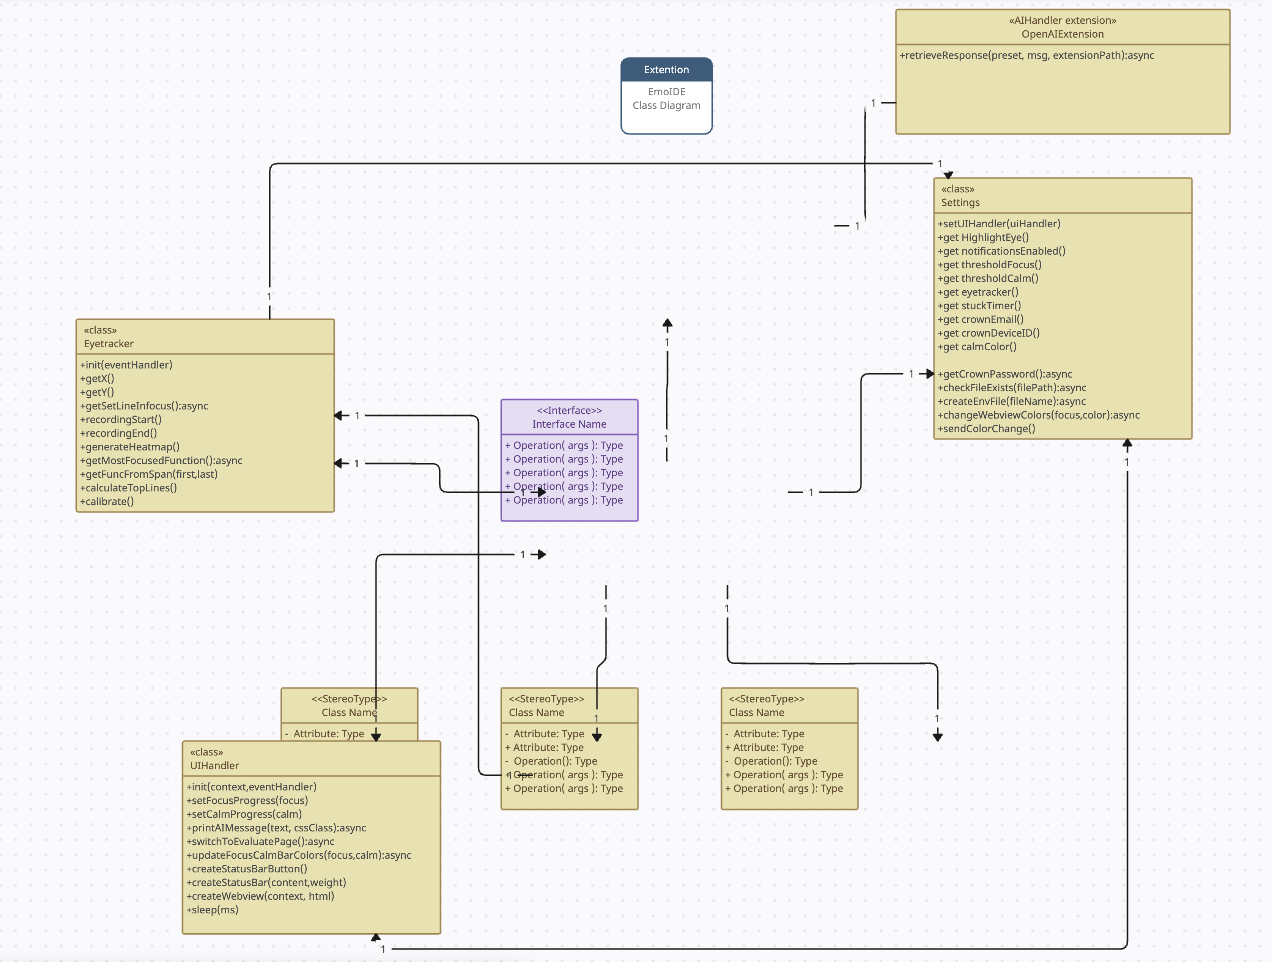 «AIHandler extension»
OpenAIExtension
+retrieveResponse(preset, msg, extensionPath):async
Extention
EmoIDE
Class Diagram
1
1
1
«class»
Settings
+setUIHandler(uiHandler)
+get HighlightEye()
+get notificationsEnabled()
+get thresholdFocus()
+get thresholdCalm()
+get eyetracker()
+get stuckTimer()
+get crownEmail()
+get crownDeviceID()
+get calmColor()
+getCrownPassword():async
+checkFileExists(filePath):async
+createEnvFile(fileName):async
+changeWebviewColors(focus,color):async
+sendColorChange()
1
«class»
Eyetracker
+init(eventHandler)
+getX()
+getY()
+getSetLineInfocus():async
+recordingStart()
+recordingEnd()
+generateHeatmap()
+getMostFocusedFunction():async
+getFuncFromSpan(first,last)
+calculateTopLines()
+calibrate()
1
1
1
1
1
<<Interface>>
Interface Name
+ Operation( args ): Type
+ Operation( args ): Type
+ Operation( args ): Type
+ Operation( args ): Type
+ Operation( args ): Type
1
1
1
1
1
1
<<StereoType>>
Class Name
- Attribute: Type
<<StereoType>>
Class Name
- Attribute: Type
+ Attribute: Type
- Operation(): Type
+ Operation( args ): Type
+ Operation( args ): Type
1
1
<<StereoType>>
Class Name
- Attribute: Type
+ Attribute: Type
- Operation(): Type
+ Operation( args ): Type
+ Operation( args ): Type
1
«class»
UIHandler
+init(context,eventHandler)
+setFocusProgress(focus)
+setCalmProgress(calm)
+printAIMessage(text, cssClass):async
+switchToEvaluatePage():async
+updateFocusCalmBarColors(focus,calm):async
+createStatusBarButton()
+createStatusBar(content,weight)
+createWebview(context, html)
+sleep(ms)
1